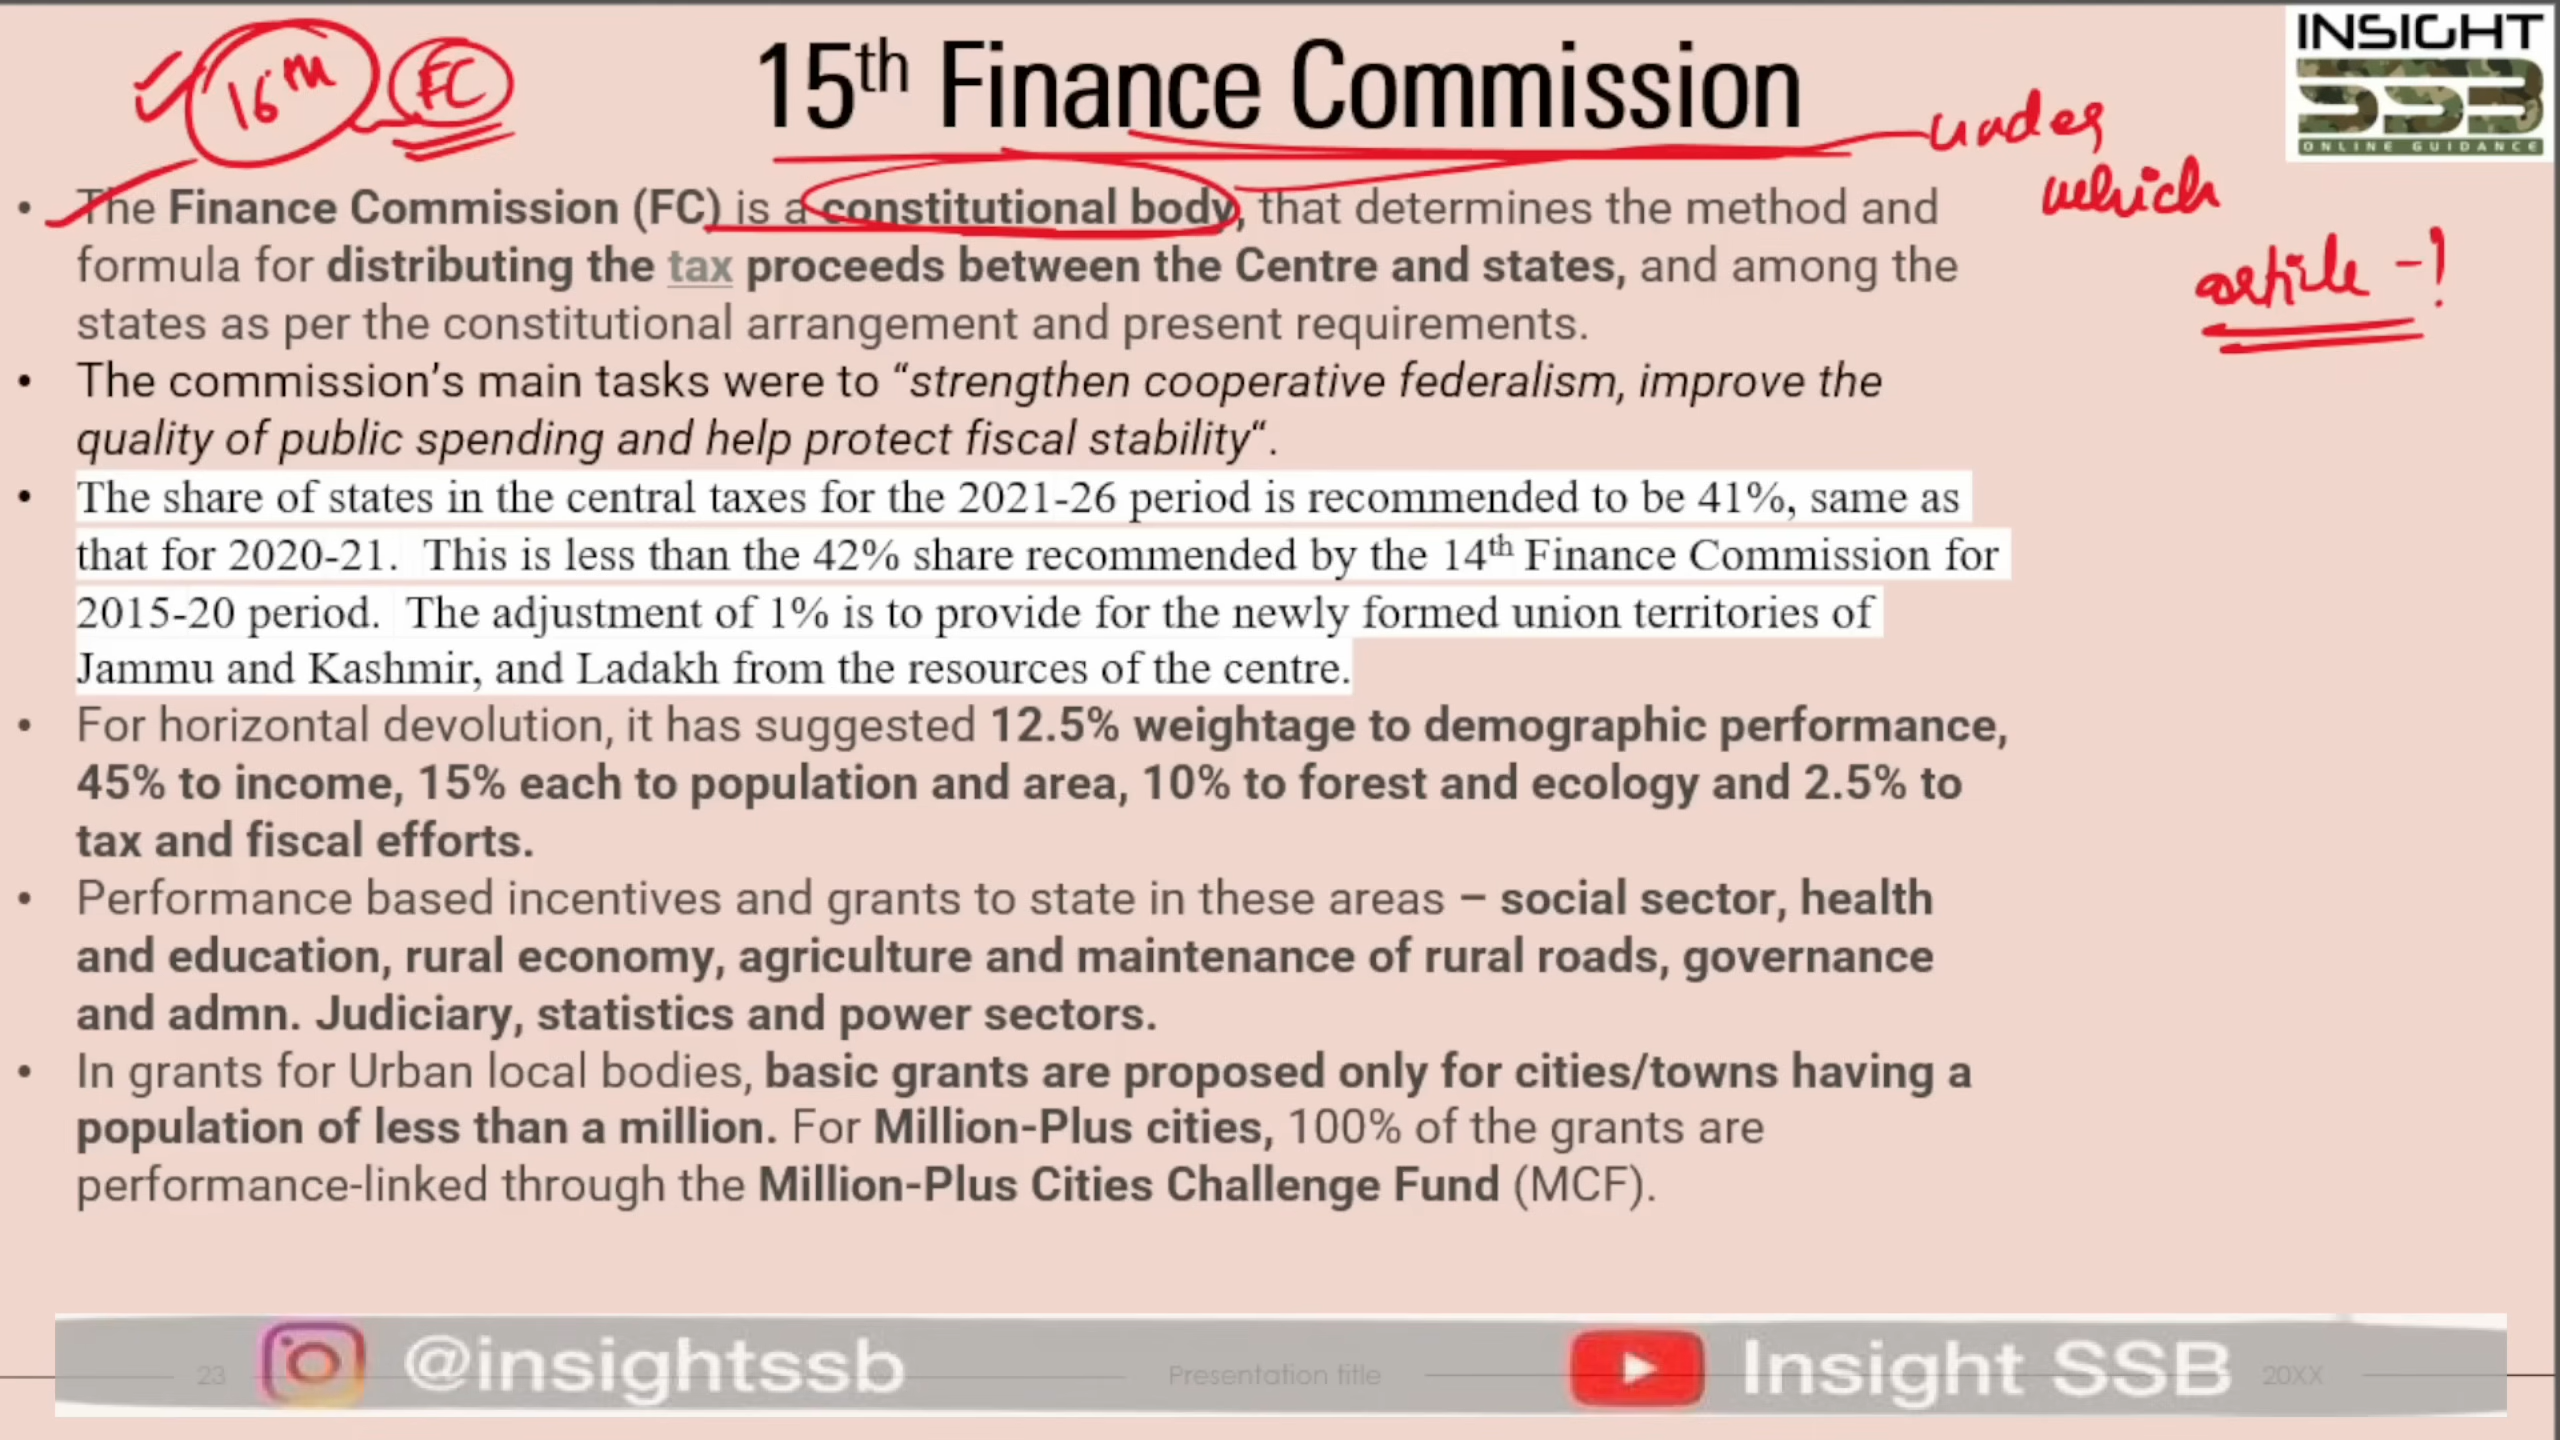 16th FC
15th Finance Commission
INSIGHT
SSB
ONLINE GUIDANCE
under
which
article -?
• The Finance Commission (FC) is a constitutional body, that determines the method and
formula for distributing the tax proceeds between the Centre and states, and among the
states as per the constitutional arrangement and present requirements.
• The commission’s main tasks were to “strengthen cooperative federalism, improve the
quality of public spending and help protect fiscal stability“.
• The share of states in the central taxes for the 2021-26 period is recommended to be 41%, same as
that for 2020-21. This is less than the 42% share recommended by the 14th Finance Commission for
2015-20 period. The adjustment of 1% is to provide for the newly formed union territories of
Jammu and Kashmir, and Ladakh from the resources of the centre.
• For horizontal devolution, it has suggested 12.5% weightage to demographic performance,
45% to income, 15% each to population and area, 10% to forest and ecology and 2.5% to
tax and fiscal efforts.
• Performance based incentives and grants to state in these areas – social sector, health
and education, rural economy, agriculture and maintenance of rural roads, governance
and admn. Judiciary, statistics and power sectors.
• In grants for Urban local bodies, basic grants are proposed only for cities/towns having a
population of less than a million. For Million-Plus cities, 100% of the grants are
performance-linked through the Million-Plus Cities Challenge Fund (MCF).
23 @insightssb Presentation title Insight SSB 20XX